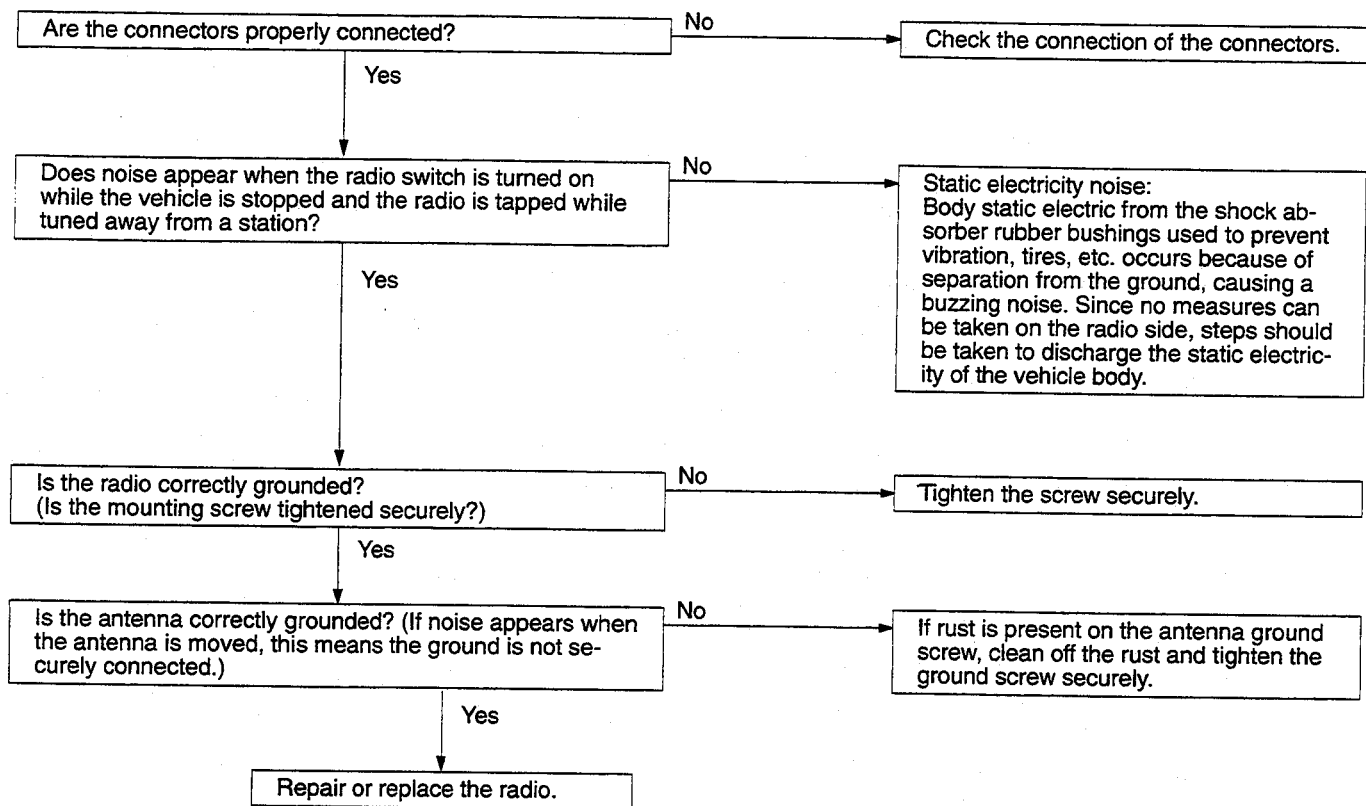 Are the connectors properly connected?
No
Check the connection of the connectors.
Yes
Does noise appear when the radio switch is turned on
while the vehicle is stopped and the radio is tapped while
tuned away from a station?
No
Static electricity noise:
Body static electric from the shock ab-
sorber rubber bushings used to prevent
vibration, tires, etc. occurs because of
separation from the ground, causing a
buzzing noise. Since no measures can
be taken on the radio side, steps should
be taken to discharge the static electric-
ity of the vehicle body.
Yes
Is the radio correctly grounded?
(Is the mounting screw tightened securely?)
No
Tighten the screw securely.
Yes
Is the antenna correctly grounded? (If noise appears when
the antenna is moved, this means the ground is not se-
curely connected.)
No
If rust is present on the antenna ground
screw, clean off the rust and tighten the
ground screw securely.
Yes
Repair or replace the radio.